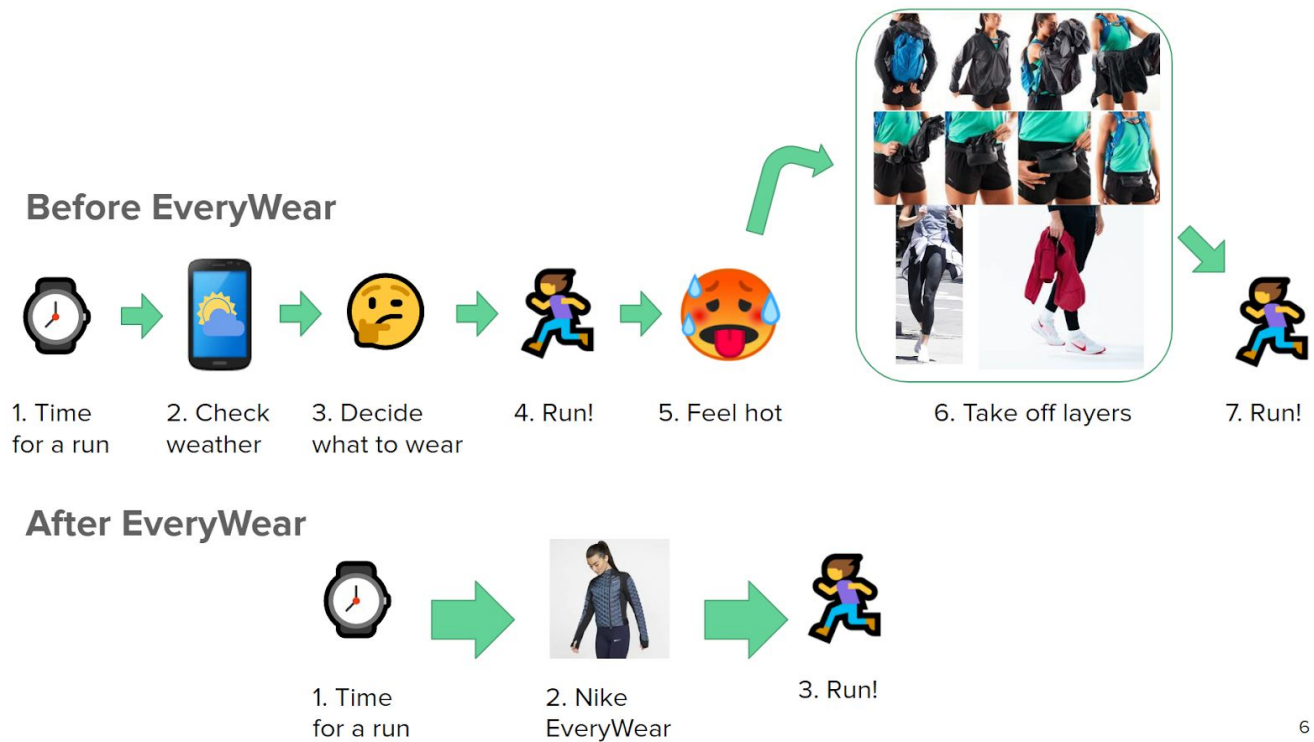 Before EveryWear
1. Time
for a run
2. Check
weather
3. Decide
what to wear
4. Run!
5. Feel hot
6. Take off layers
7. Run!
After EveryWear
1. Time
for a run
2. Nike
EveryWear
3. Run!
6